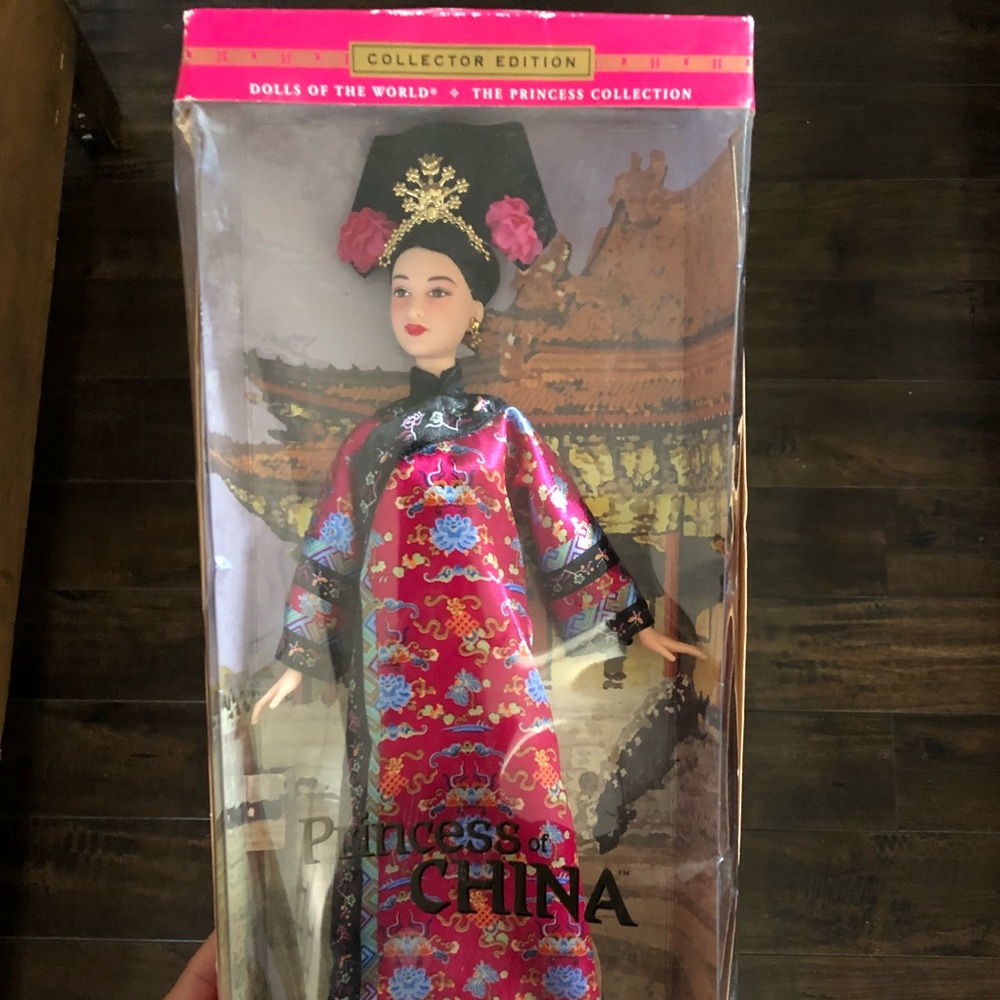 COLLECTOR EDITION
DOLLS OF THE WORLD® ❖ THE PRINCESS COLLECTION
Princess of
CHINA™